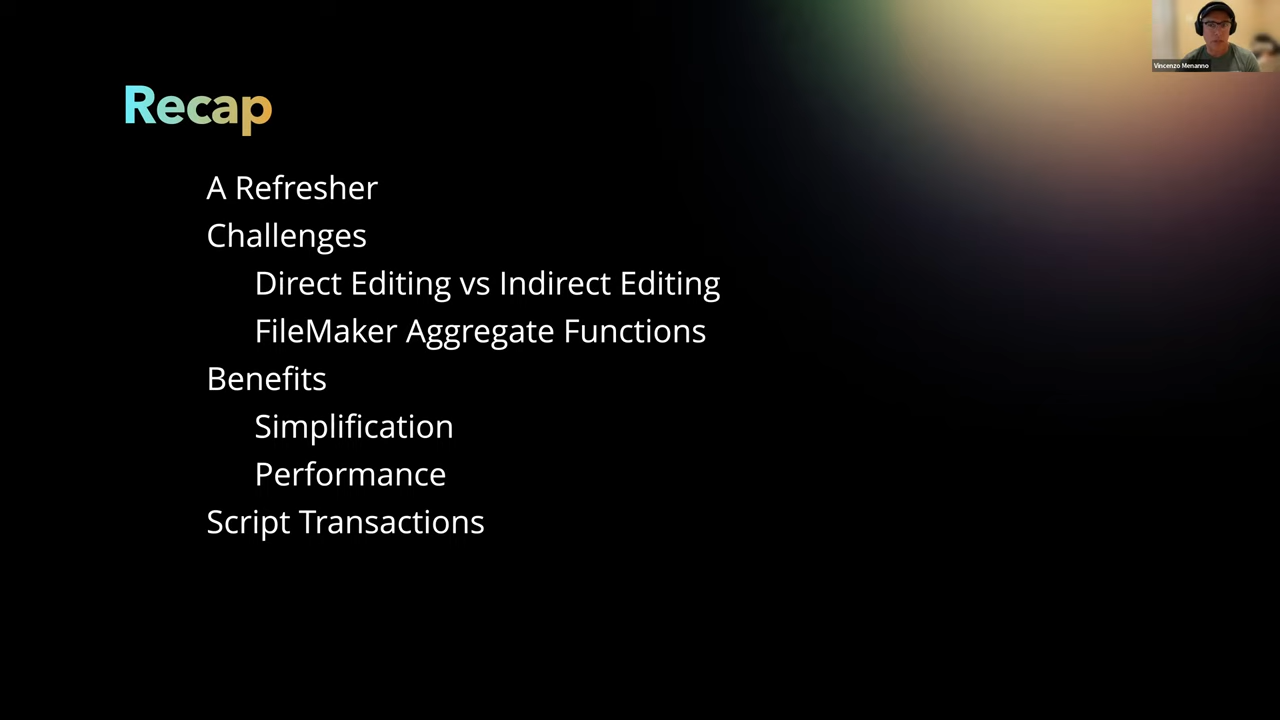 Recap
A Refresher
Challenges
Direct Editing vs Indirect Editing
FileMaker Aggregate Functions
Benefits
Simplification
Performance
Script Transactions
Vincenzo Menanno